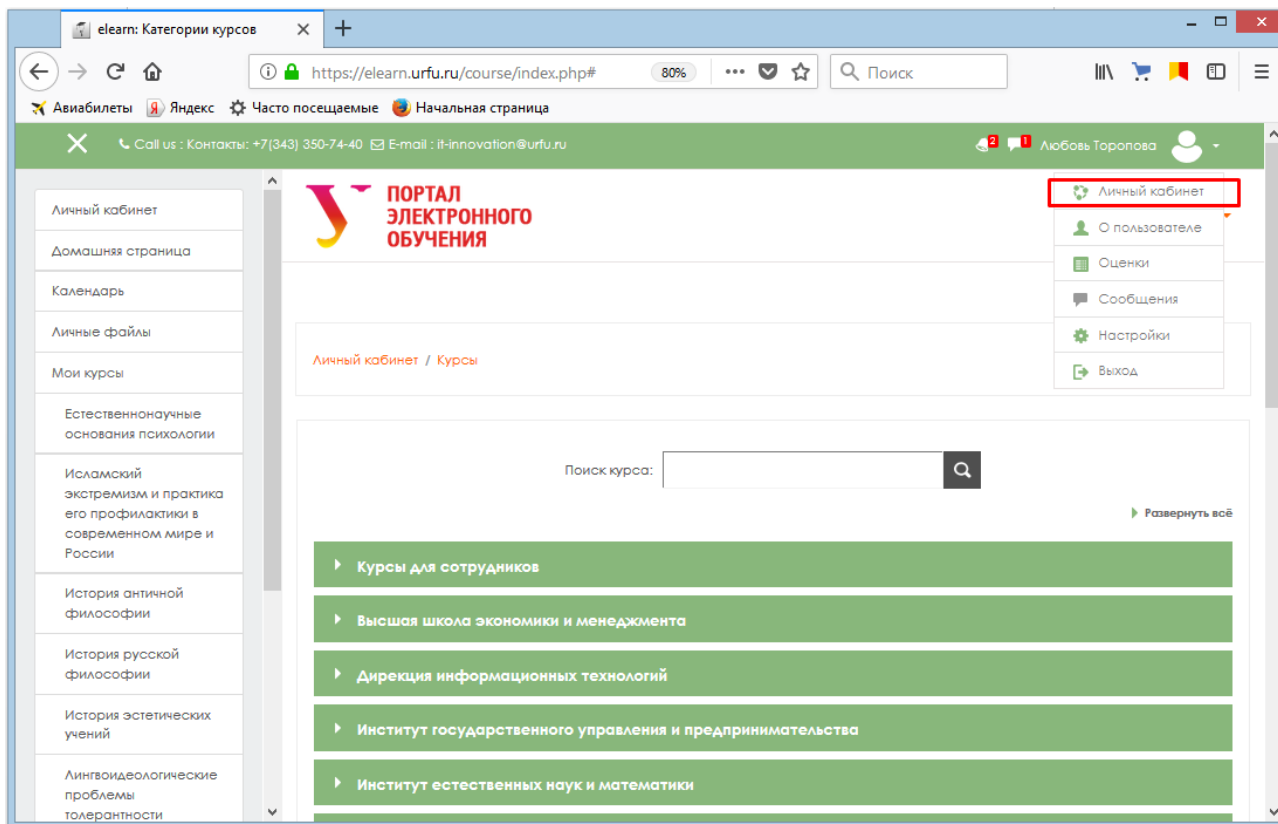 elearn: Категории курсов
https://elearn.urfu.ru/course/index.php#
80%
Поиск
Авиабилеты
Яндекс
Часто посещаемые
Начальная страница
Call us : Контакты: +7(343) 350-74-40
E-mail : it-innovation@urfu.ru
2
1
Любовь Торопова
Личный кабинет
О пользователе
Оценки
Сообщения
Настройки
Выход
Личный кабинет
Домашняя страница
Календарь
Личные файлы
Мои курсы
Естественнонаучные
основания психологии
Исламский
экстремизм и практика
его профилактики в
современном мире и
России
История античной
философии
История русской
философии
История эстетических
учений
Лингвоидеологические
проблемы
толерантности
ПОРТАЛ
ЭЛЕКТРОННОГО
ОБУЧЕНИЯ
Личный кабинет / Курсы
Поиск курса:
Развернуть всё
Курсы для сотрудников
Высшая школа экономики и менеджмента
Дирекция информационных технологий
Институт государственного управления и предпринимательства
Институт естественных наук и математики